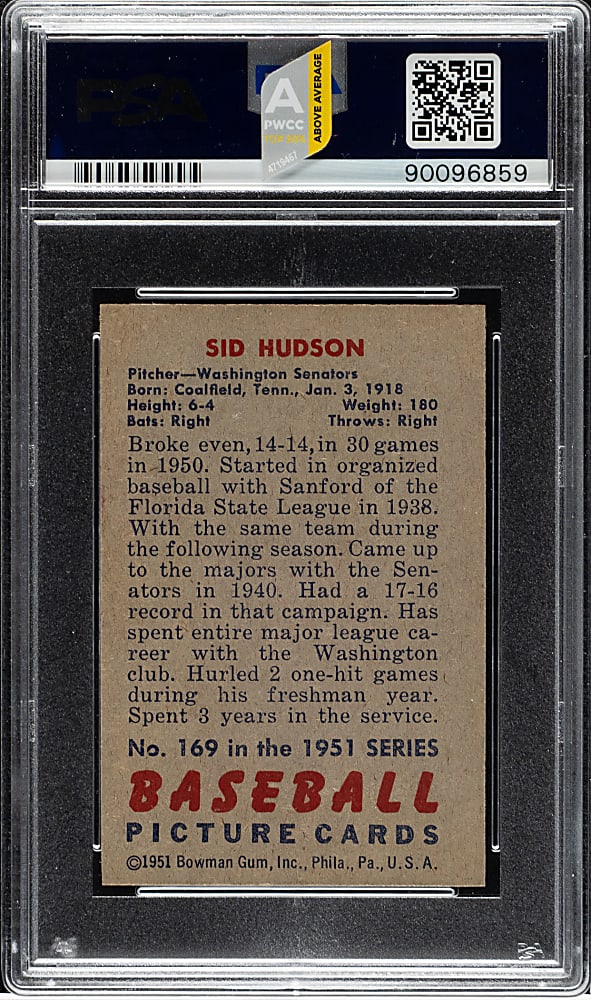 PSA
A
PWCC
TOP 30%
ABOVE AVERAGE
A719467
90096859
SID HUDSON
Pitcher—Washington Senators
Born: Coalfield, Tenn., Jan. 3, 1918
Height: 6-4 Weight: 180
Bats: Right Throws: Right
Broke even, 14-14, in 30 games
in 1950. Started in organized
baseball with Sanford of the
Florida State League in 1938.
With the same team during
the following season. Came up
to the majors with the Sen-
ators in 1940. Had a 17-16
record in that campaign. Has
spent entire major league ca-
reer with the Washington
club. Hurled 2 one-hit games
during his freshman year.
Spent 3 years in the service.
No. 169 in the 1951 SERIES
BASEBALL
PICTURE CARDS
©1951 Bowman Gum, Inc., Phila., Pa., U.S.A.